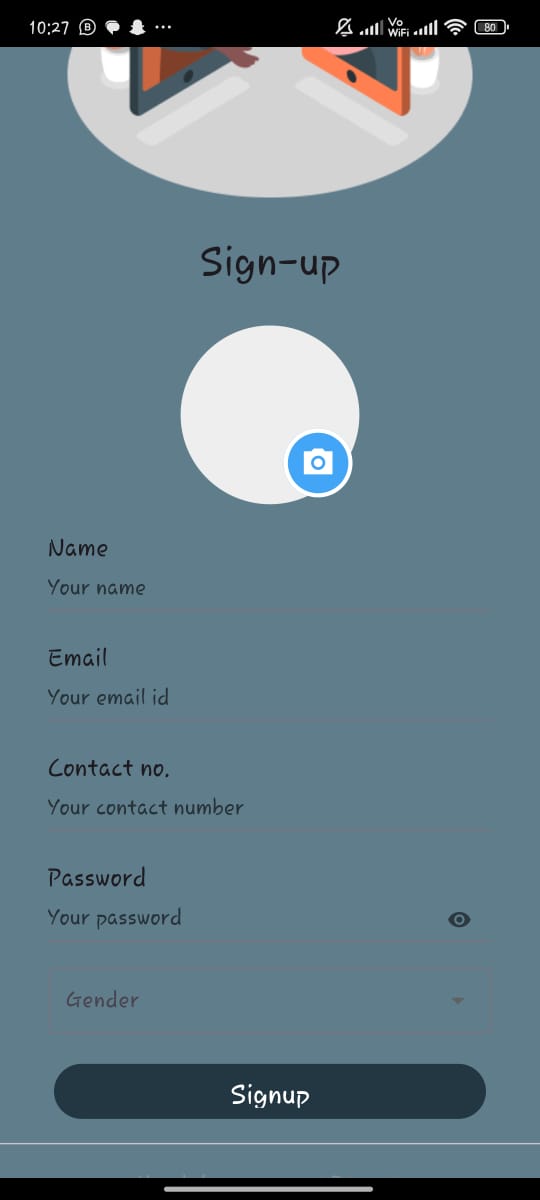 10:27
Vo
WiFi
80
Sign-up
Name
Your name
Email
Your email id
Contact no.
Your contact number
Password
Your password
Gender
Signup